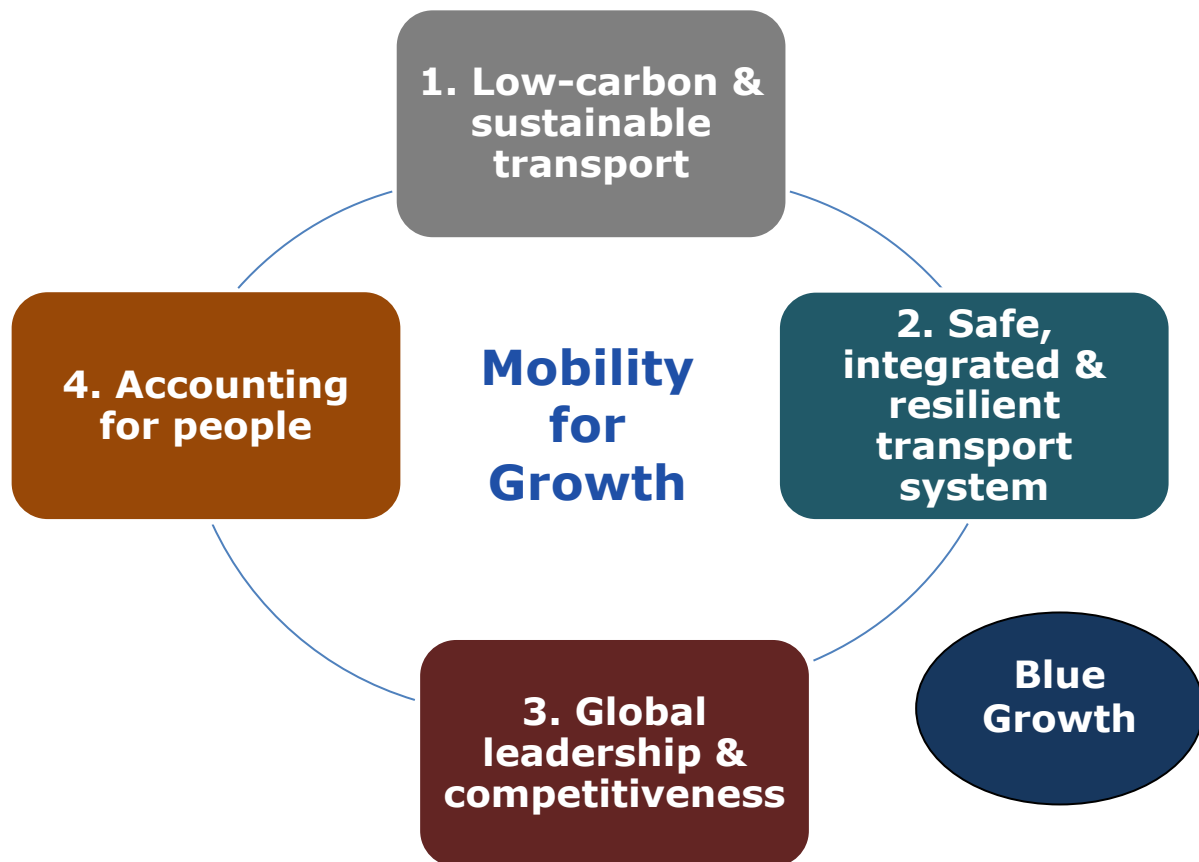 1. Low-carbon &
sustainable
transport
2. Safe,
integrated &
resilient
transport
system
4. Accounting
for people
Mobility
for
Growth
3. Global
leadership &
competitiveness
Blue
Growth